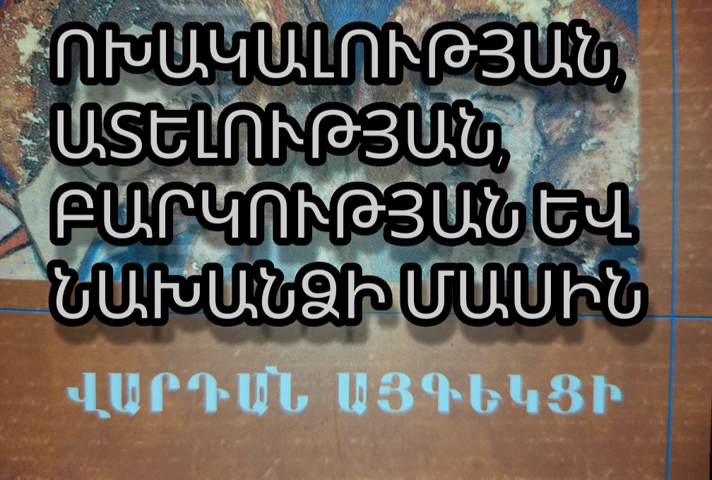 ՈԽԱԿԱԼՈՒԹՅԱՆ,
ԱՏԵԼՈՒԹՅԱՆ,
ԲԱՐԿՈՒԹՅԱՆ ԵՎ
ՆԱԽԱՆՁԻ ՄԱՍԻՆ
ՎԱՐԴԱՆ ԱՅԳԵԿՑԻ